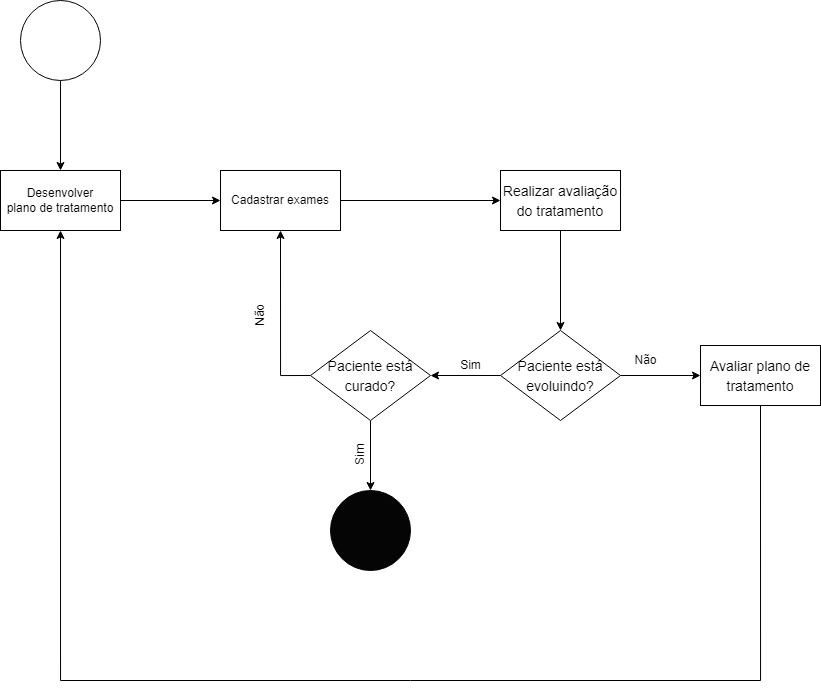 Desenvolver
plano de tratamento
Cadastrar exames
Realizar avaliação
do tratamento
Não
Paciente está
curado?
Sim
Paciente está
evoluindo?
Não
Avaliar plano de
tratamento
Sim